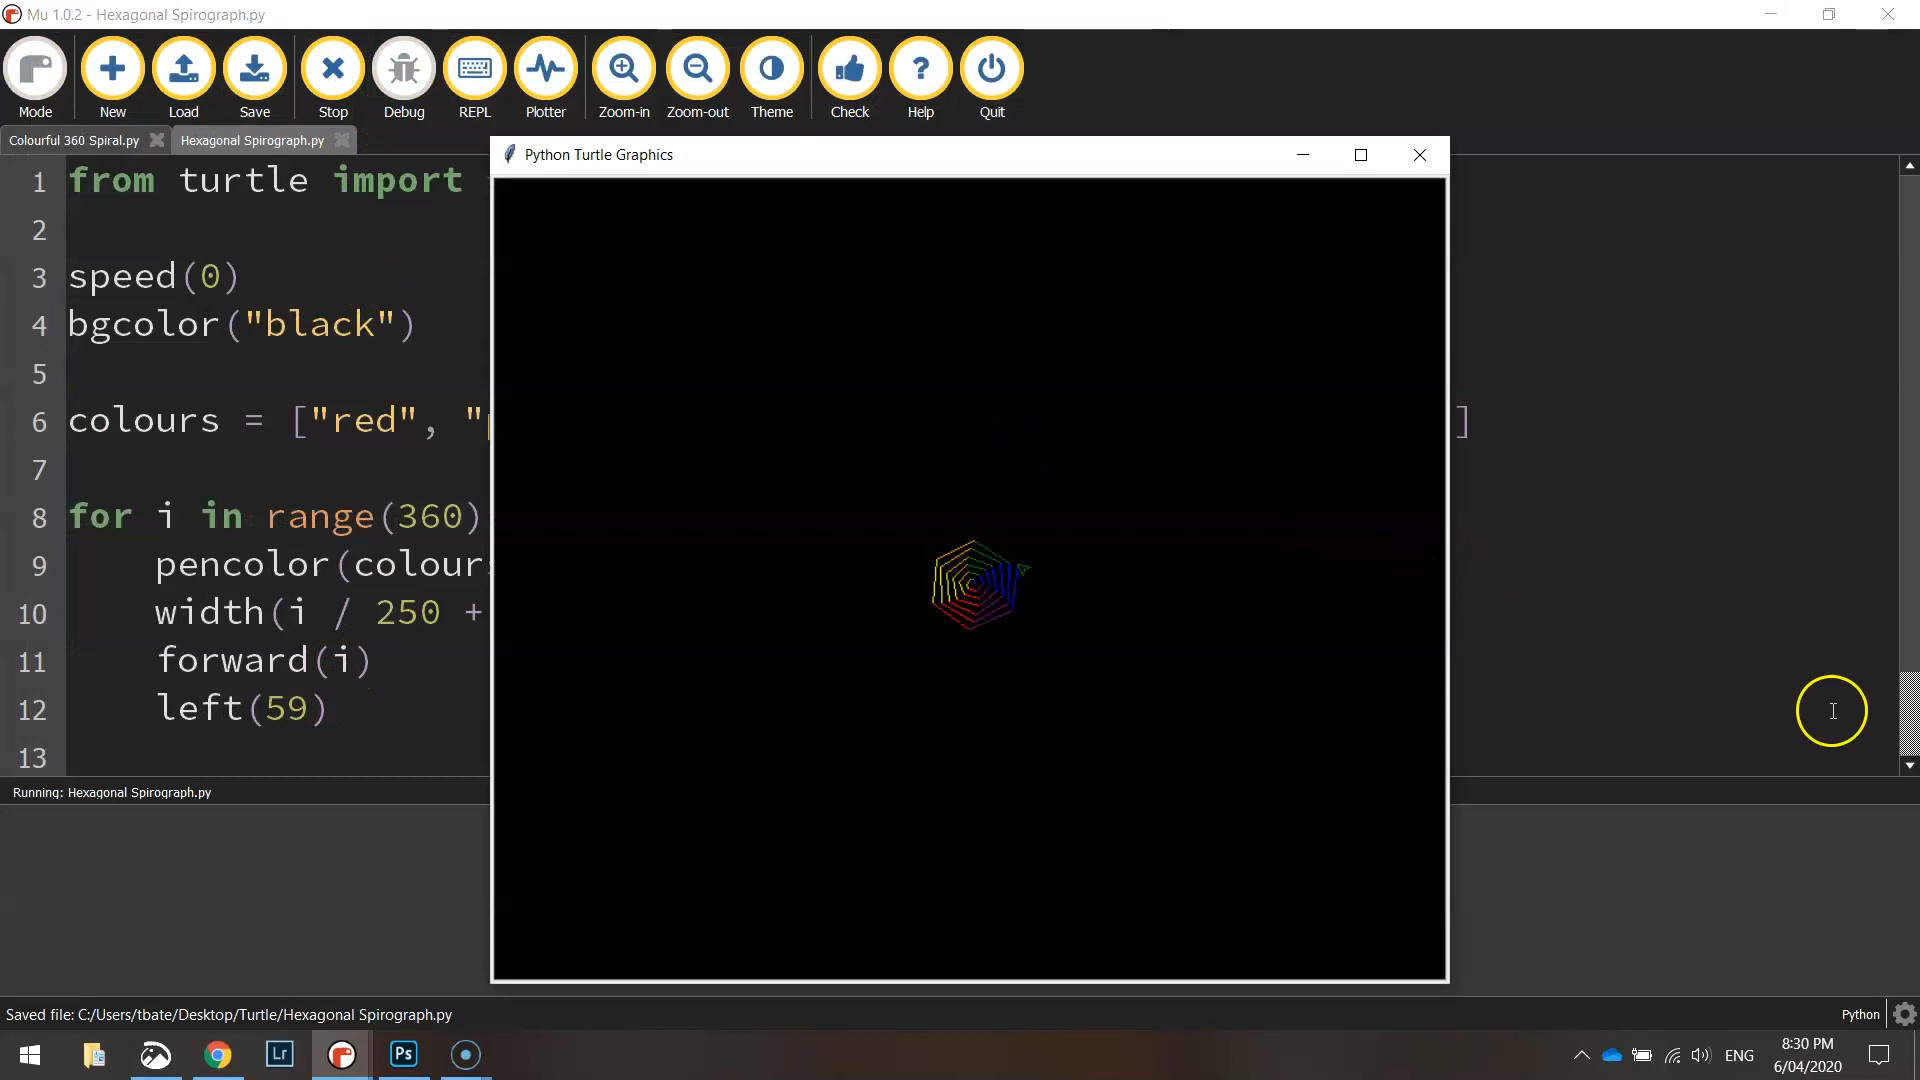 Mu 1.0.2 - Hexagonal Spirograph.py
Mode New Load Save Stop Debug REPL Plotter Zoom-in Zoom-out Theme Check Help Quit
Colourful 360 Spiral.py Hexagonal Spirograph.py
Python Turtle Graphics
1 from turtle import
2
3 speed(0)
4 bgcolor("black")
5
6 colours = ["red", " ]
7
8 for i in range(360)
9 pencolor(colours
10 width(i / 250 +
11 forward(i)
12 left(59)
13
Running: Hexagonal Spirograph.py
Saved file: C:/Users/tbate/Desktop/Turtle/Hexagonal Spirograph.py
Python
Lr Ps ENG 8:30 PM
6/04/2020